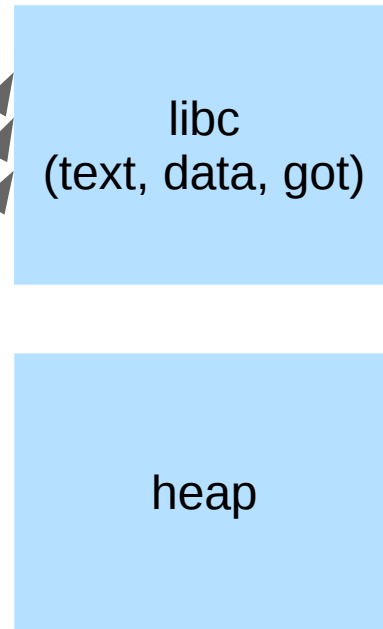 libc
(text, data, got)
heap